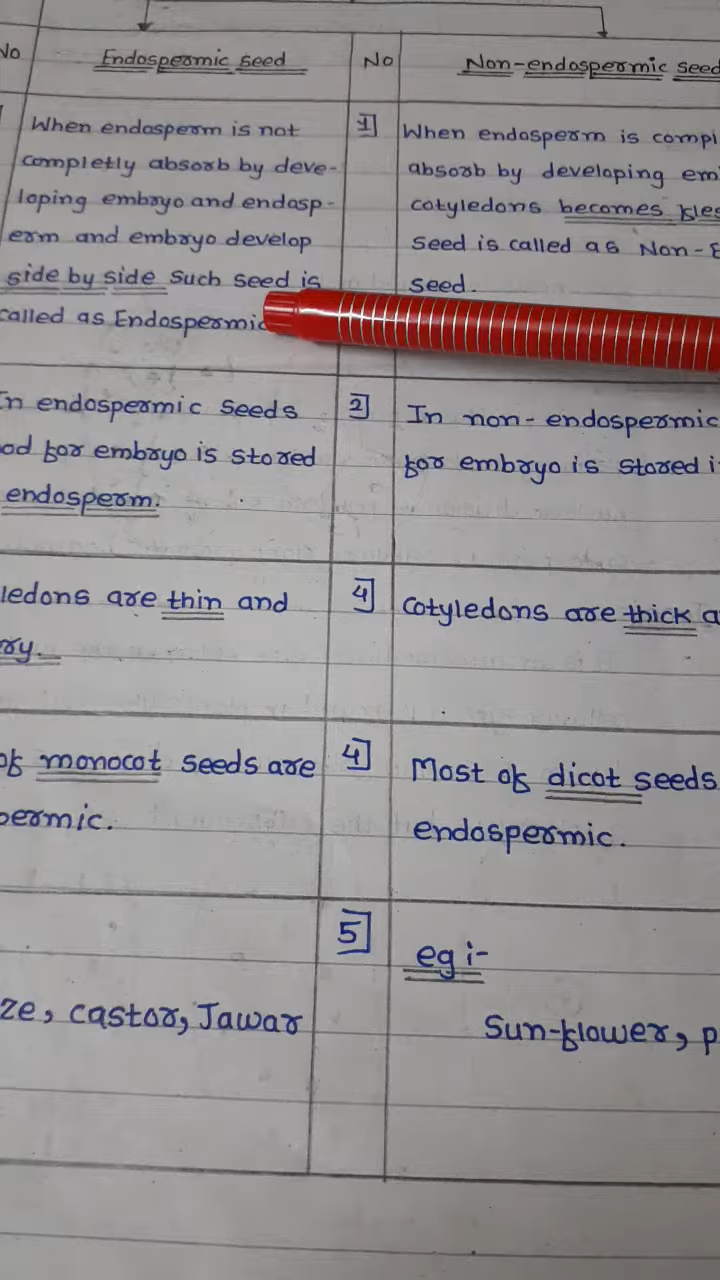 No Endospermic seed No Non-endospermic seed
When endosperm is not
completly absorb by deve-
loping embryo and endosp-
erm and embryo develop
side by side Such seed is
called as Endospermic
1] When endosperm is compl
absorb by developing em
cotyledons becomes fles
seed is called as Non-E
seed.
In endospermic seeds
od for embryo is stored
endosperm.
2] In non-endospermic
for embryo is stored i
ledons are thin and
ry.
4] Cotyledons are thick a
of monocot seeds are
permic.
4] Most of dicot seeds
endospermic.
ze, castor, Jawar
5] eg :-
Sun-flower, p